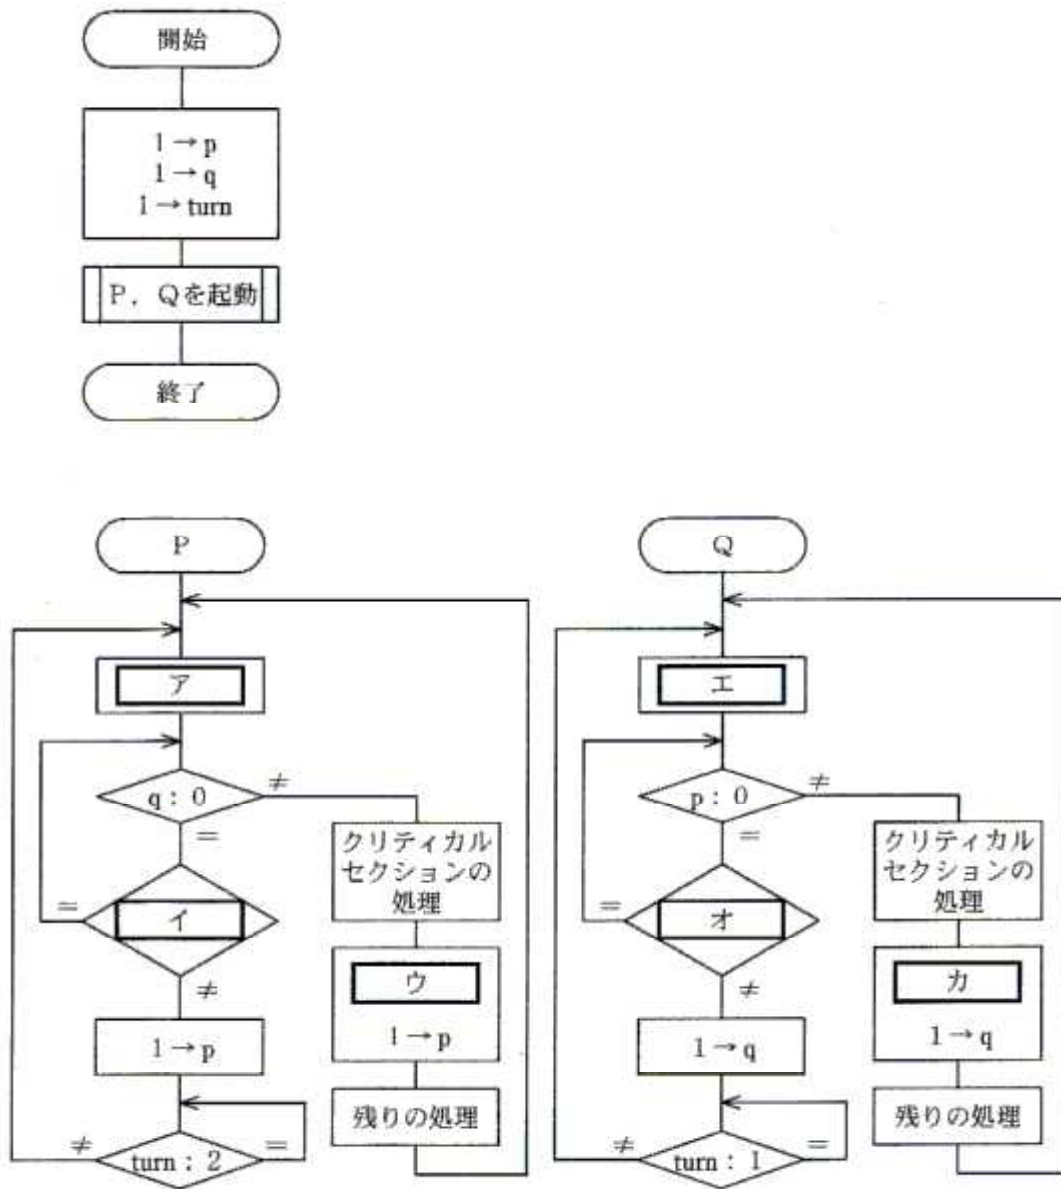 開始
1→p
1→q
1→turn
P，Qを起動
終了
P
ア
q：0
≠
=
クリティカル
セクションの
処理
イ
=
≠
ウ
1→p
1→p
残りの処理
turn：2
≠
=
Q
エ
p：0
≠
=
クリティカル
セクションの
処理
オ
=
≠
カ
1→q
1→q
残りの処理
turn：1
≠
=